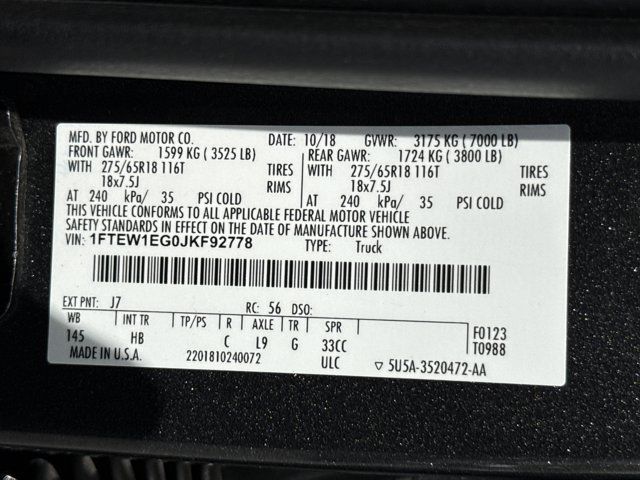 MFD. BY FORD MOTOR CO. DATE: 10/18 GVWR: 3175 KG ( 7000 LB)
FRONT GAWR: 1599 KG ( 3525 LB) REAR GAWR: 1724 KG ( 3800 LB)
WITH 275/65R18 116T TIRES WITH 275/65R18 116T TIRES
18x7.5J RIMS 18x7.5J RIMS
AT 240 kPa/ 35 PSI COLD AT 240 kPa/ 35 PSI COLD
THIS VEHICLE CONFORMS TO ALL APPLICABLE FEDERAL MOTOR VEHICLE
SAFETY STANDARDS IN EFFECT ON THE DATE OF MANUFACTURE SHOWN ABOVE.
VIN: 1FTEW1EG0JKF92778 TYPE: Truck
EXT PNT: J7 RC: 56 DSO:
WB INT TR TP/PS R AXLE TR SPR F0123
145 HB C L9 G 33CC T0988
MADE IN U.S.A. 2201810240072 ULC ▽ 5U5A-3520472-AA